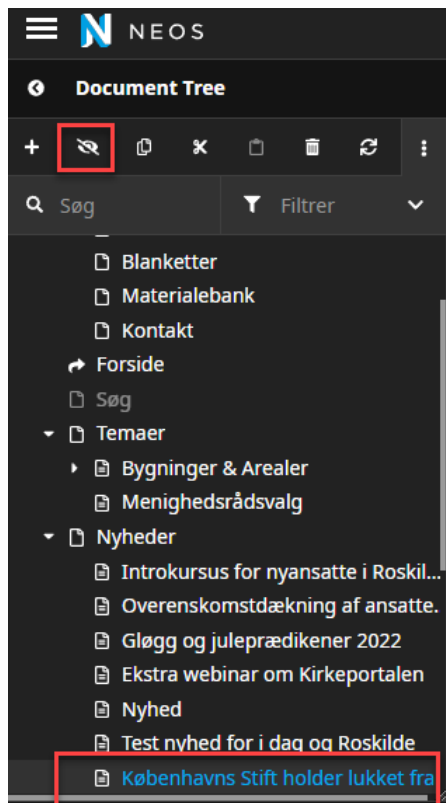 NEOS
Document Tree
Søg
Filtrer
Blanketter
Materialebank
Kontakt
Forside
Søg
Temaer
Bygninger & Arealer
Menighedsrådsvalg
Nyheder
Introkursus for nyansatte i Roskil...
Overenskomstdækning af ansatte.
Gløgg og juleprædikener 2022
Ekstra webinar om Kirkeportalen
Nyhed
Test nyhed for i dag og Roskilde
Københavns Stift holder lukket fra